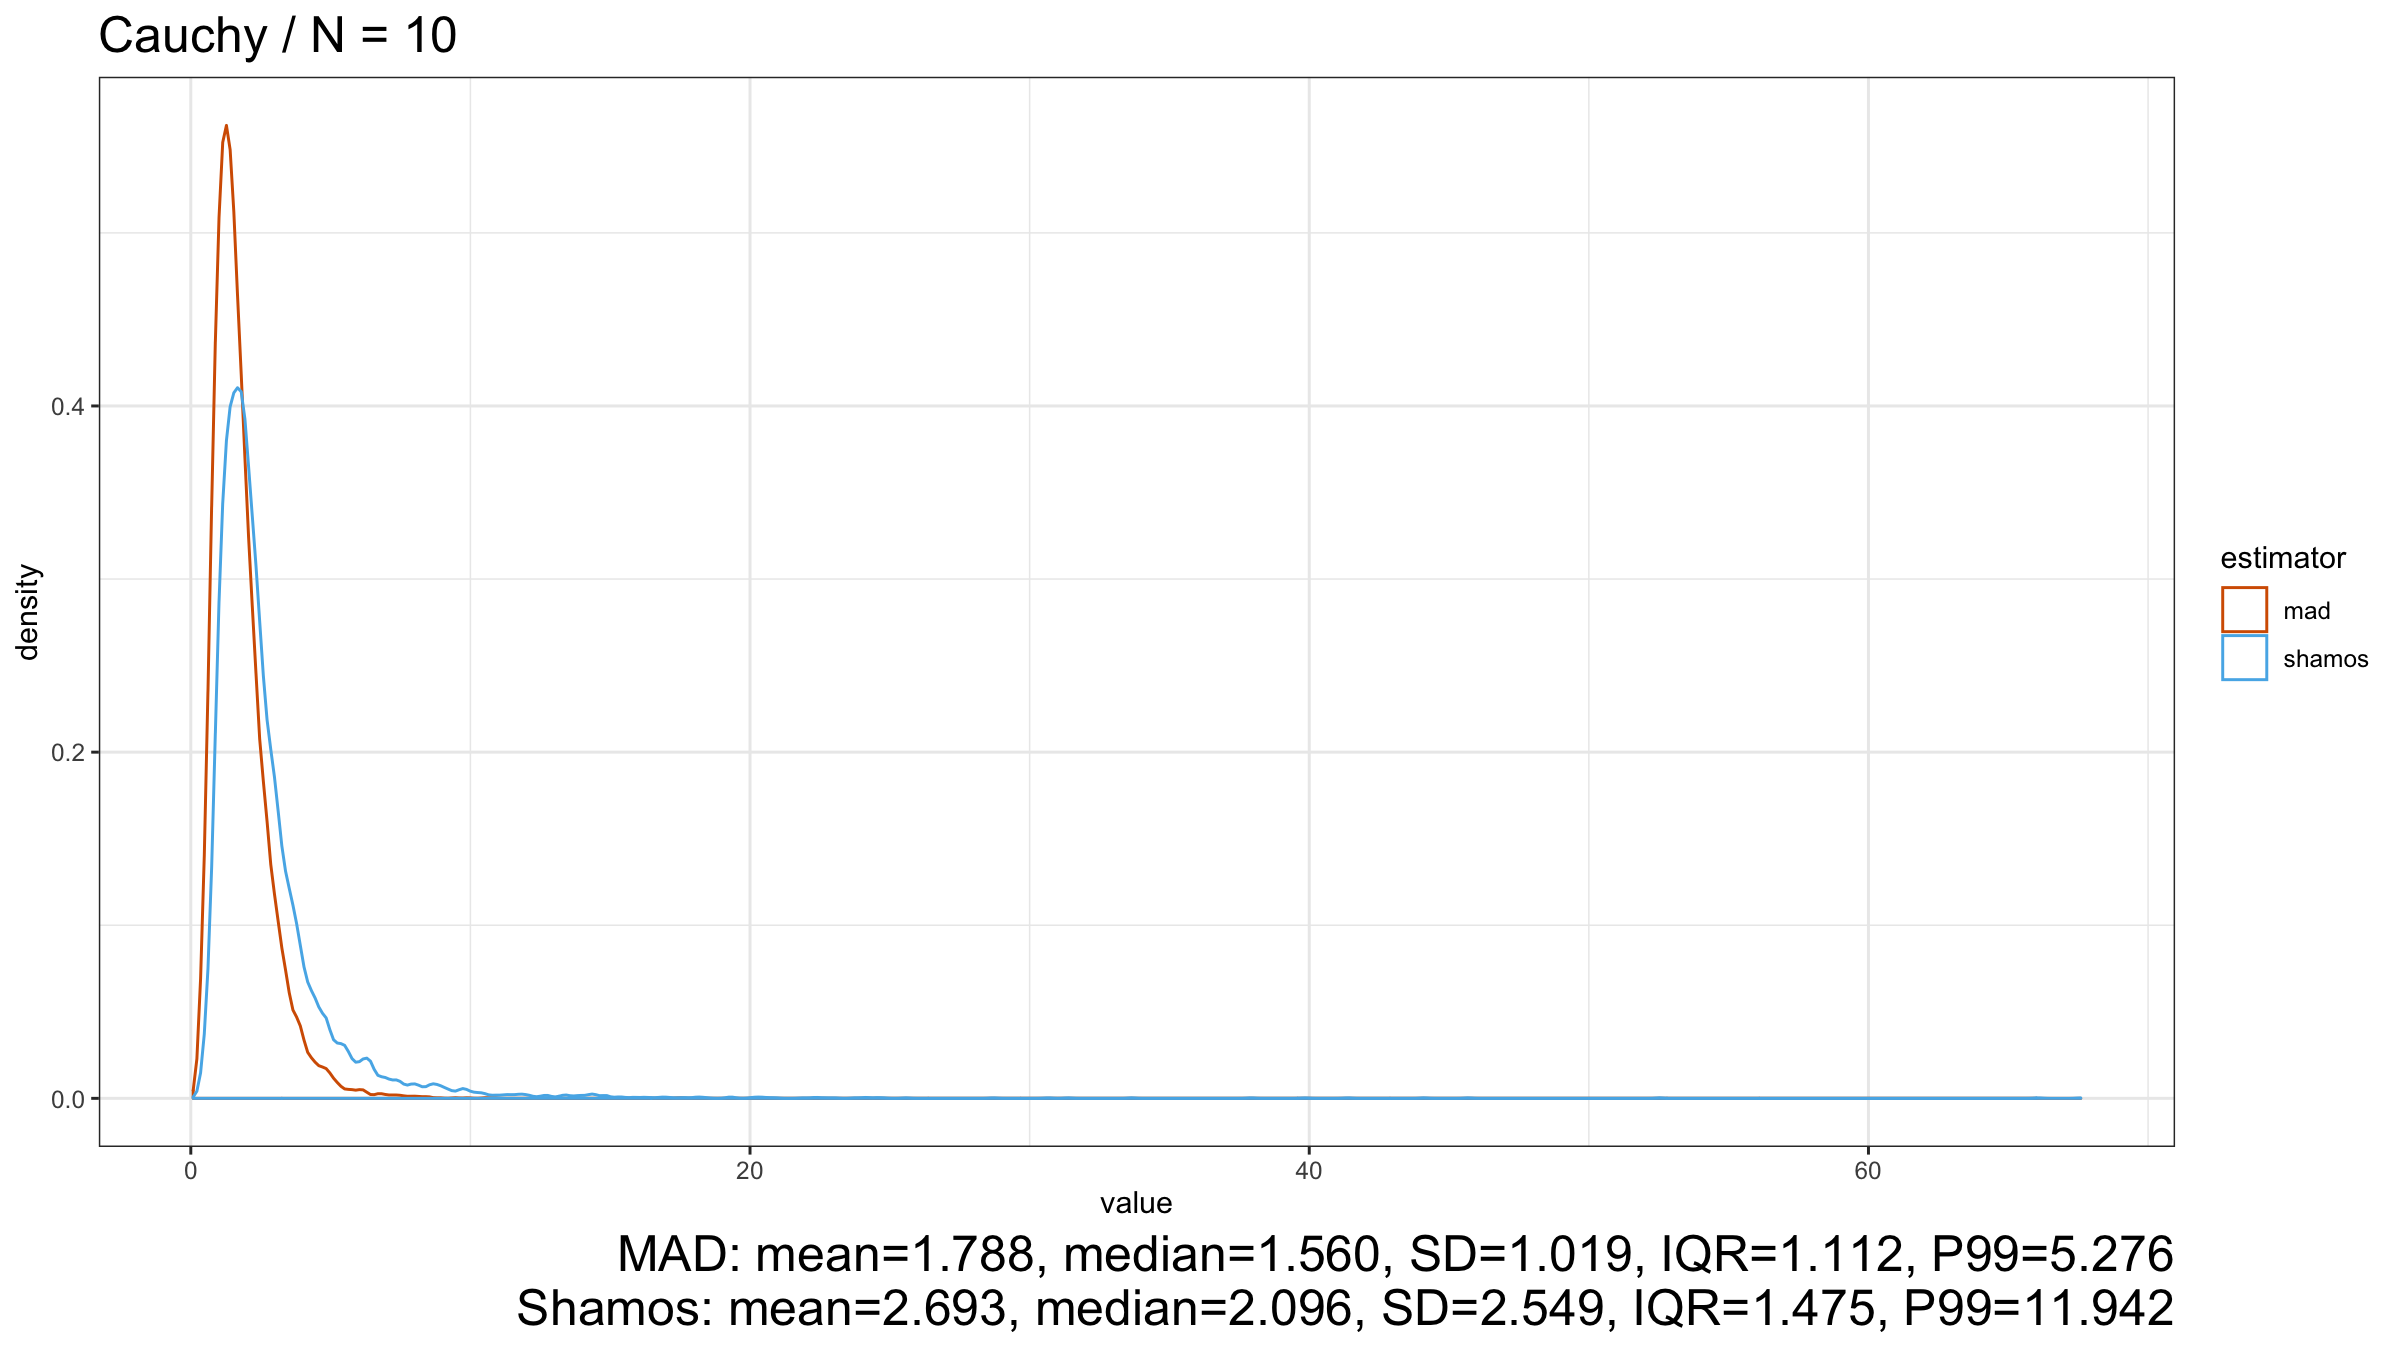 Cauchy / N = 10
density
0.4
0.2
0.0
0 20 40 60
value
estimator
mad
shamos
MAD: mean=1.788, median=1.560, SD=1.019, IQR=1.112, P99=5.276
Shamos: mean=2.693, median=2.096, SD=2.549, IQR=1.475, P99=11.942